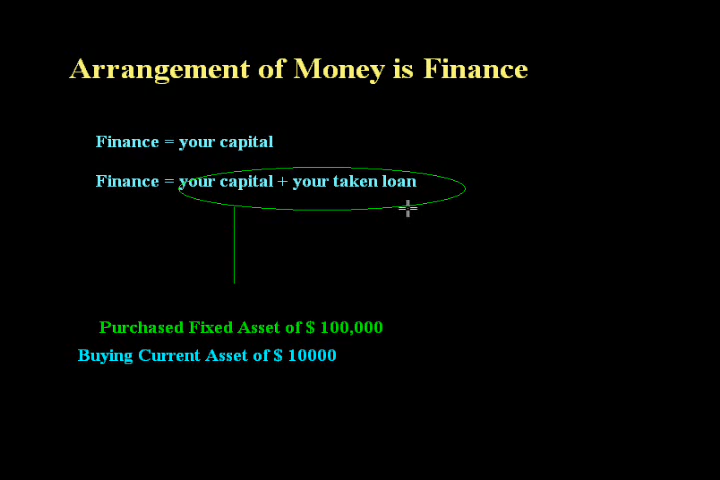 Arrangement of Money is Finance
Finance = your capital
Finance = your capital + your taken loan
Purchased Fixed Asset of $ 100,000
Buying Current Asset of $ 10000